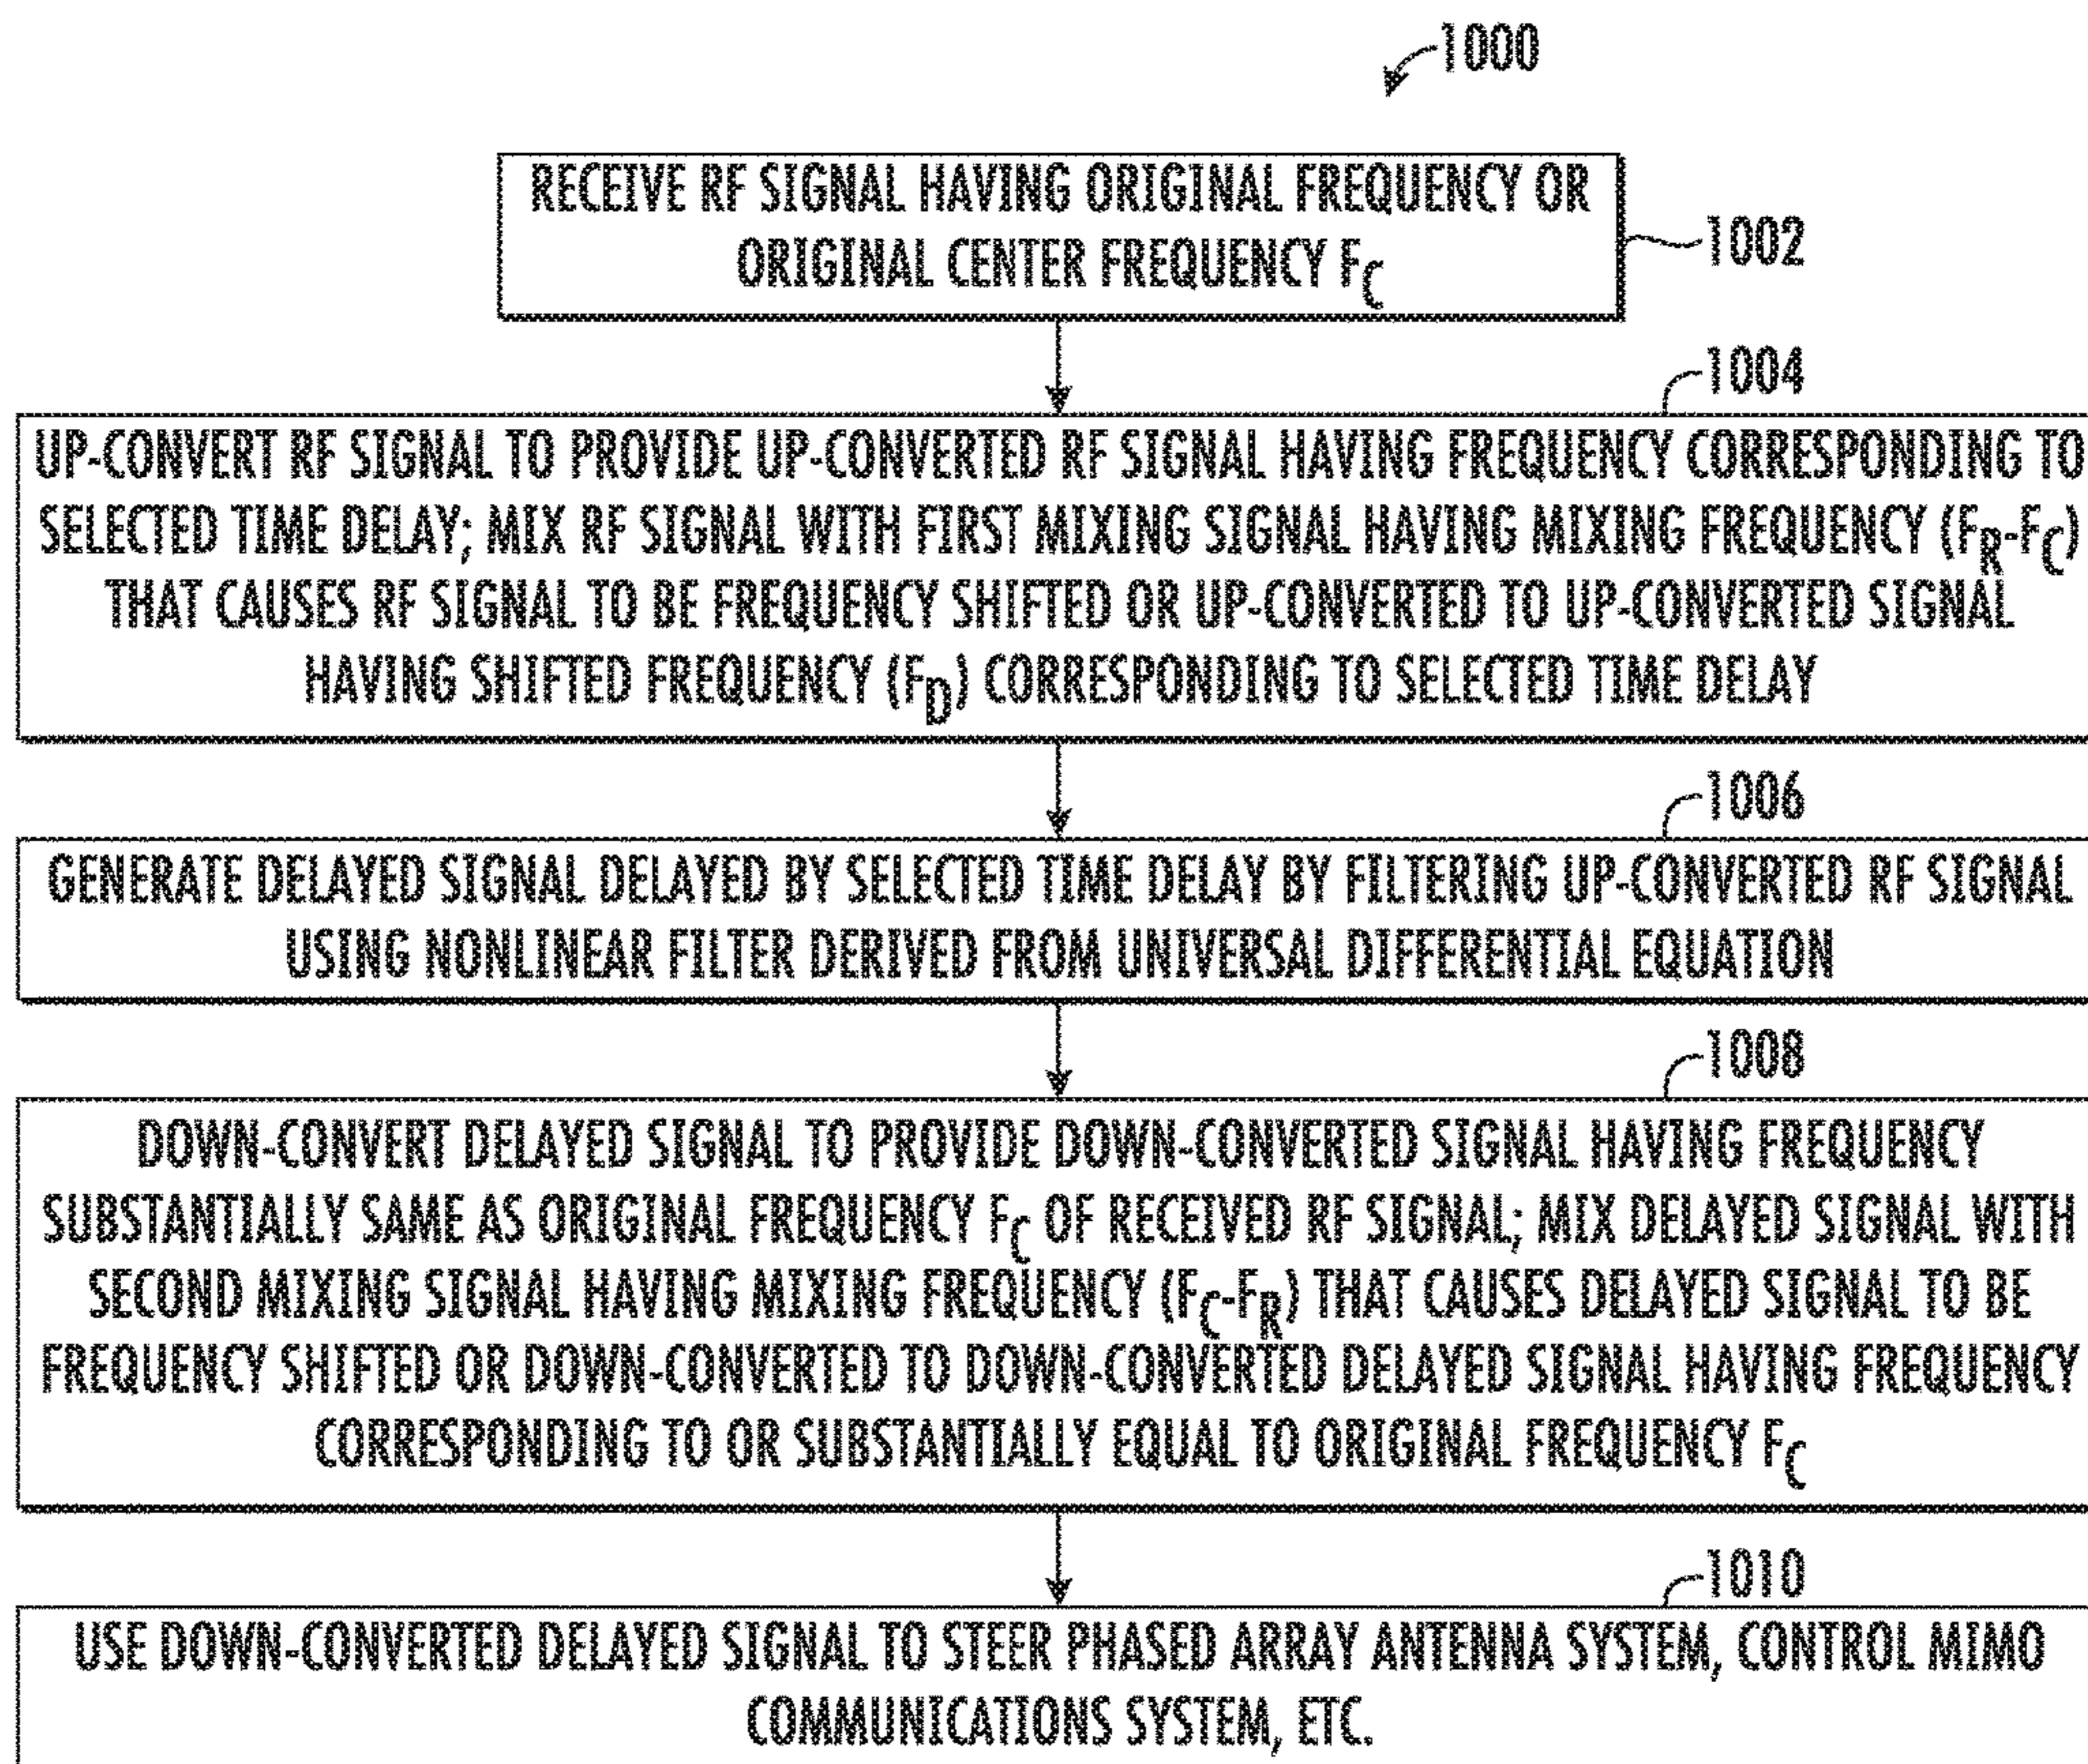 1000
RECEIVE RF SIGNAL HAVING ORIGINAL FREQUENCY OR
ORIGINAL CENTER FREQUENCY FC
1002
1004
UP-CONVERT RF SIGNAL TO PROVIDE UP-CONVERTED RF SIGNAL HAVING FREQUENCY CORRESPONDING TO
SELECTED TIME DELAY; MIX RF SIGNAL WITH FIRST MIXING SIGNAL HAVING MIXING FREQUENCY (FR-FC)
THAT CAUSES RF SIGNAL TO BE FREQUENCY SHIFTED OR UP-CONVERTED TO UP-CONVERTED SIGNAL
HAVING SHIFTED FREQUENCY (FD) CORRESPONDING TO SELECTED TIME DELAY
1006
GENERATE DELAYED SIGNAL DELAYED BY SELECTED TIME DELAY BY FILTERING UP-CONVERTED RF SIGNAL
USING NONLINEAR FILTER DERIVED FROM UNIVERSAL DIFFERENTIAL EQUATION
1008
DOWN-CONVERT DELAYED SIGNAL TO PROVIDE DOWN-CONVERTED SIGNAL HAVING FREQUENCY
SUBSTANTIALLY SAME AS ORIGINAL FREQUENCY FC OF RECEIVED RF SIGNAL; MIX DELAYED SIGNAL WITH
SECOND MIXING SIGNAL HAVING MIXING FREQUENCY (FC-FR) THAT CAUSES DELAYED SIGNAL TO BE
FREQUENCY SHIFTED OR DOWN-CONVERTED TO DOWN-CONVERTED DELAYED SIGNAL HAVING FREQUENCY
CORRESPONDING TO OR SUBSTANTIALLY EQUAL TO ORIGINAL FREQUENCY FC
1010
USE DOWN-CONVERTED DELAYED SIGNAL TO STEER PHASED ARRAY ANTENNA SYSTEM, CONTROL MIMO
COMMUNICATIONS SYSTEM, ETC.